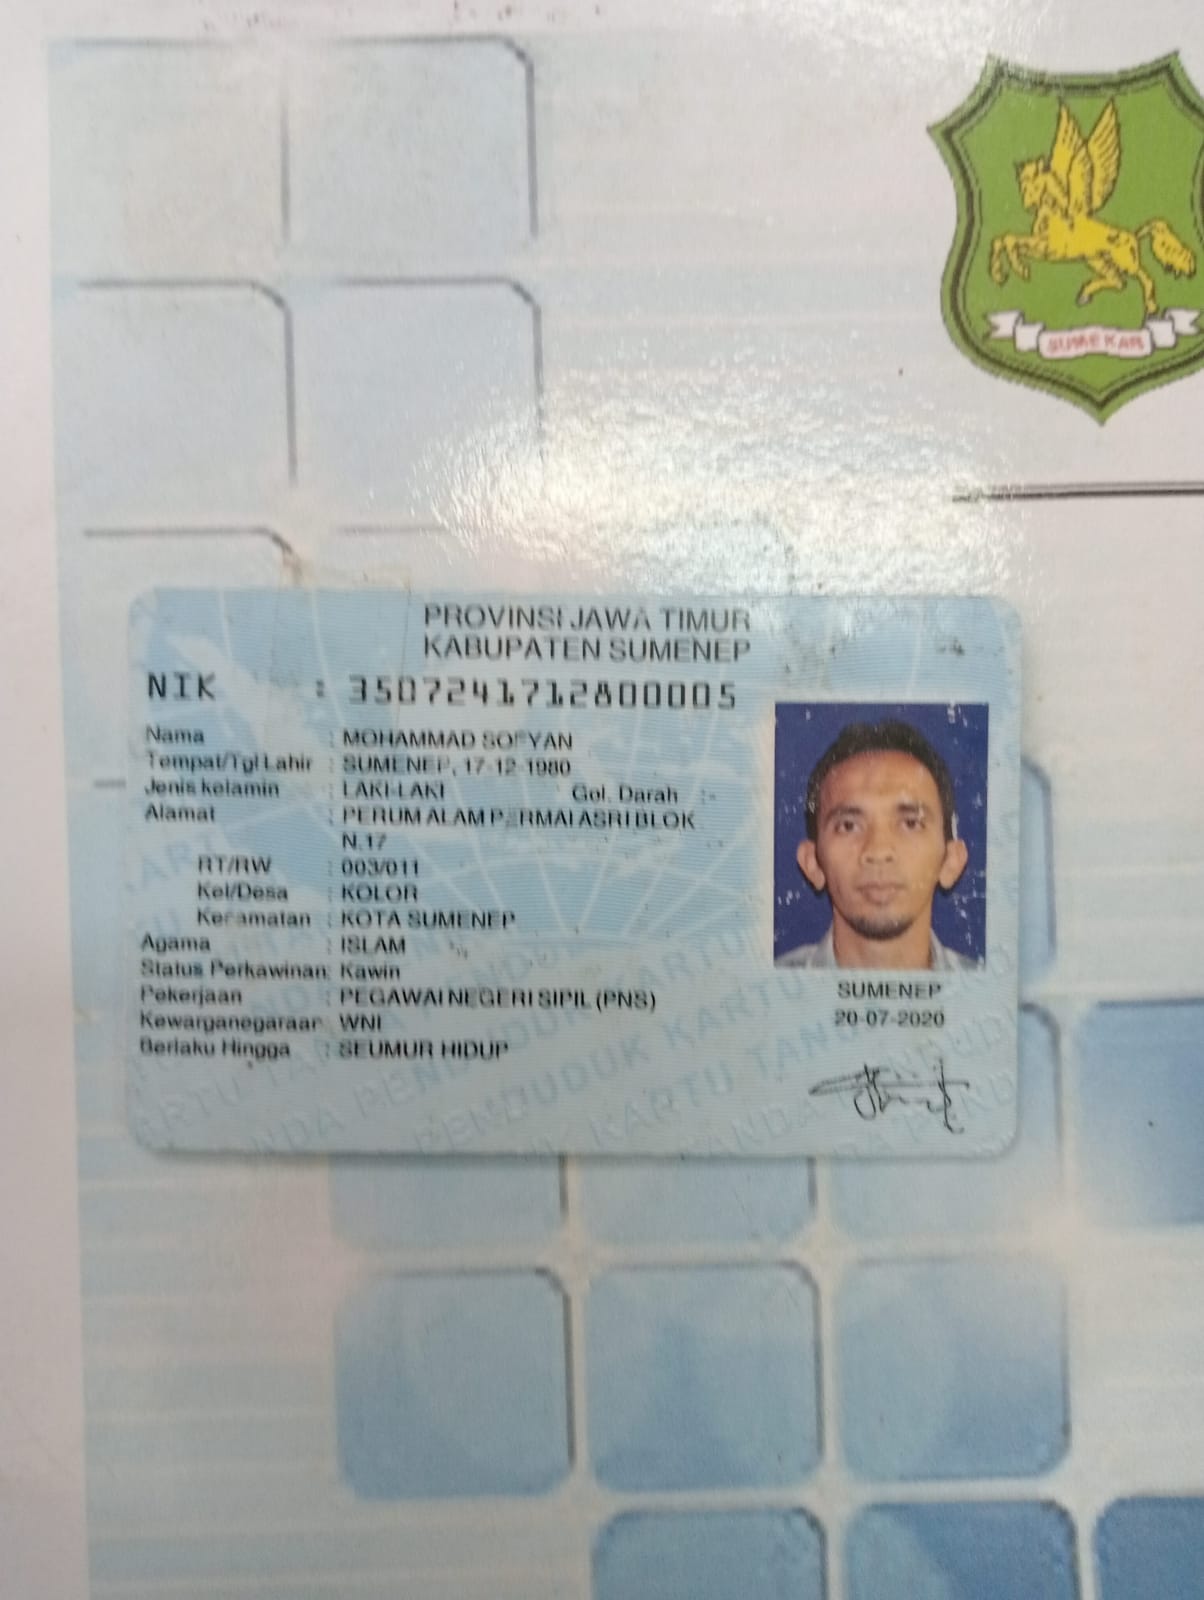 SUMEKAR
PROVINSI JAWA TIMUR
KABUPATEN SUMENEP
NIK : 3507241712800005
Nama : MOHAMMAD SOFYAN
Tempat/Tgl Lahir : SUMENEP, 17-12-1980
Jenis kelamin : LAKI-LAKI Gol. Darah : -
Alamat : PERUM ALAM PERMAI ASRI BLOK
N.17
RT/RW : 003/011
Kel/Desa : KOLOR
Kecamatan : KOTA SUMENEP
Agama : ISLAM
Status Perkawinan: Kawin
Pekerjaan : PEGAWAI NEGERI SIPIL (PNS)
Kewarganegaraan: WNI
Berlaku Hingga : SEUMUR HIDUP
SUMENEP
20-07-2020